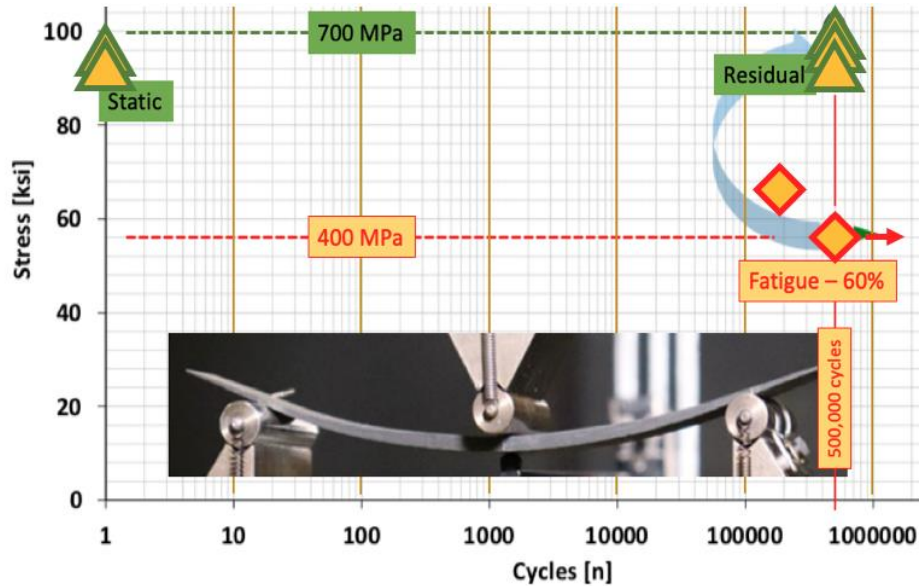 100
700 MPa
Static
Residual
80
Stress [ksi]
60
400 MPa
Fatigue – 60%
40
500,000 cycles
20
0
1
10
100
1000
10000
100000
1000000
Cycles [n]